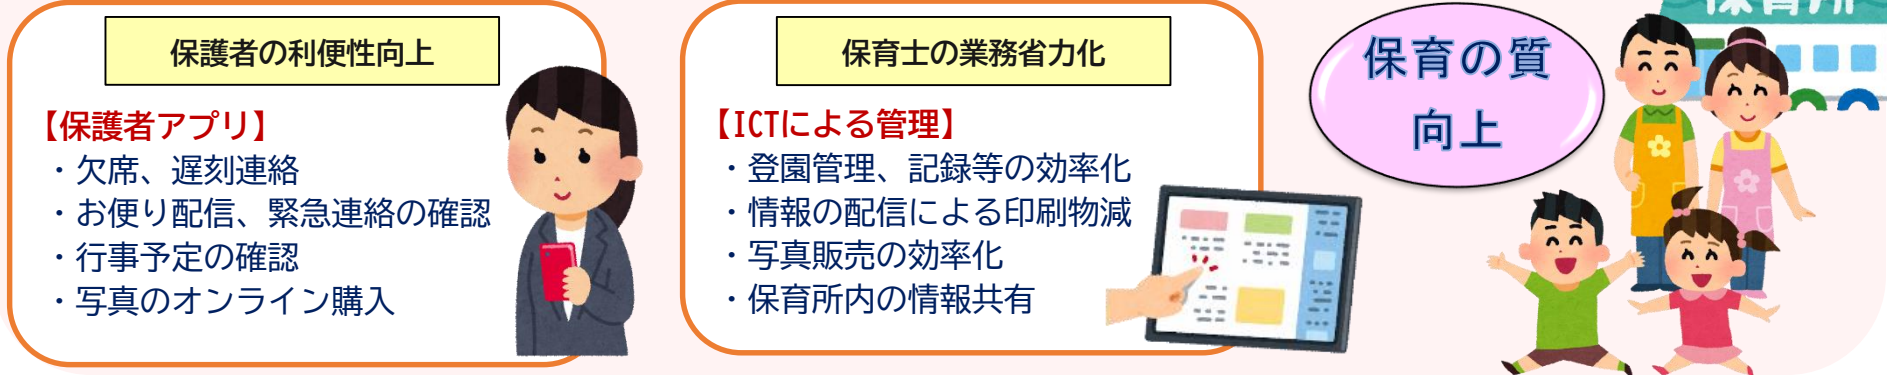 保護者の利便性向上
【保護者アプリ】
・欠席、遅刻連絡
・お便り配信、緊急連絡の確認
・行事予定の確認
・写真のオンライン購入
保育士の業務省力化
【ICTによる管理】
・登園管理、記録等の効率化
・情報の配信による印刷物減
・写真販売の効率化
・保育所内の情報共有
保育の質
向上
保育所